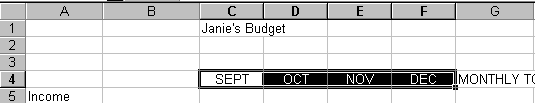 A B C D E F G
1 Janie's Budget
2
3
4 SEPT OCT NOV DEC MONTHLY TO
5 Income